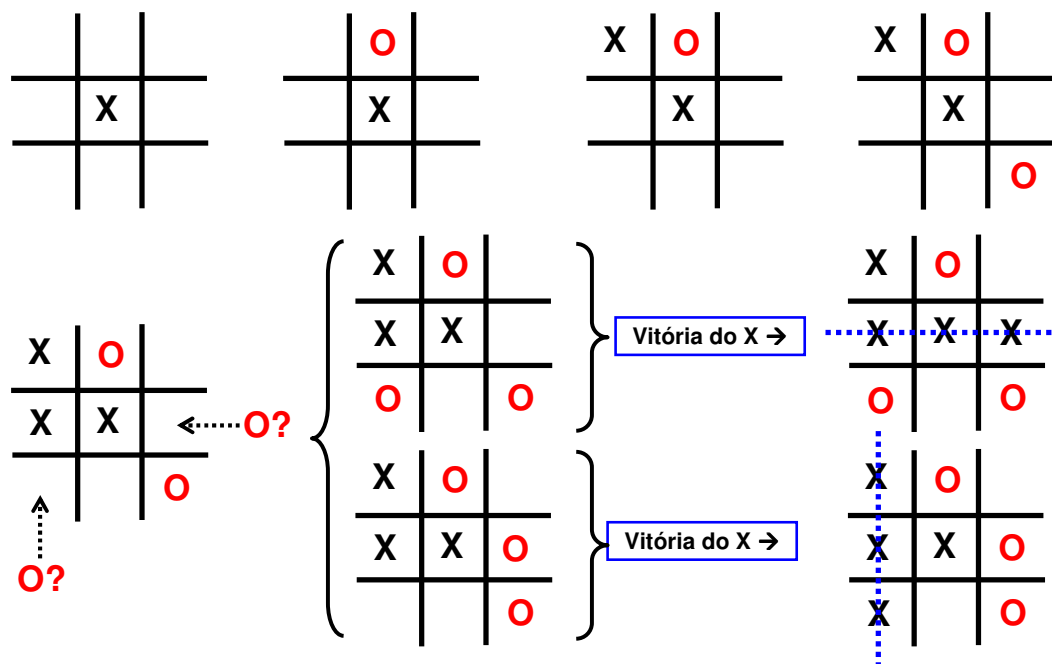 X
O
X
X O
X
X O
X
O
X O
X X O?
O
O?
X O
X X
O O
Vitória do X →
X O
X X X
O O
X O
X X O
O
Vitória do X →
X O
X X O
X O